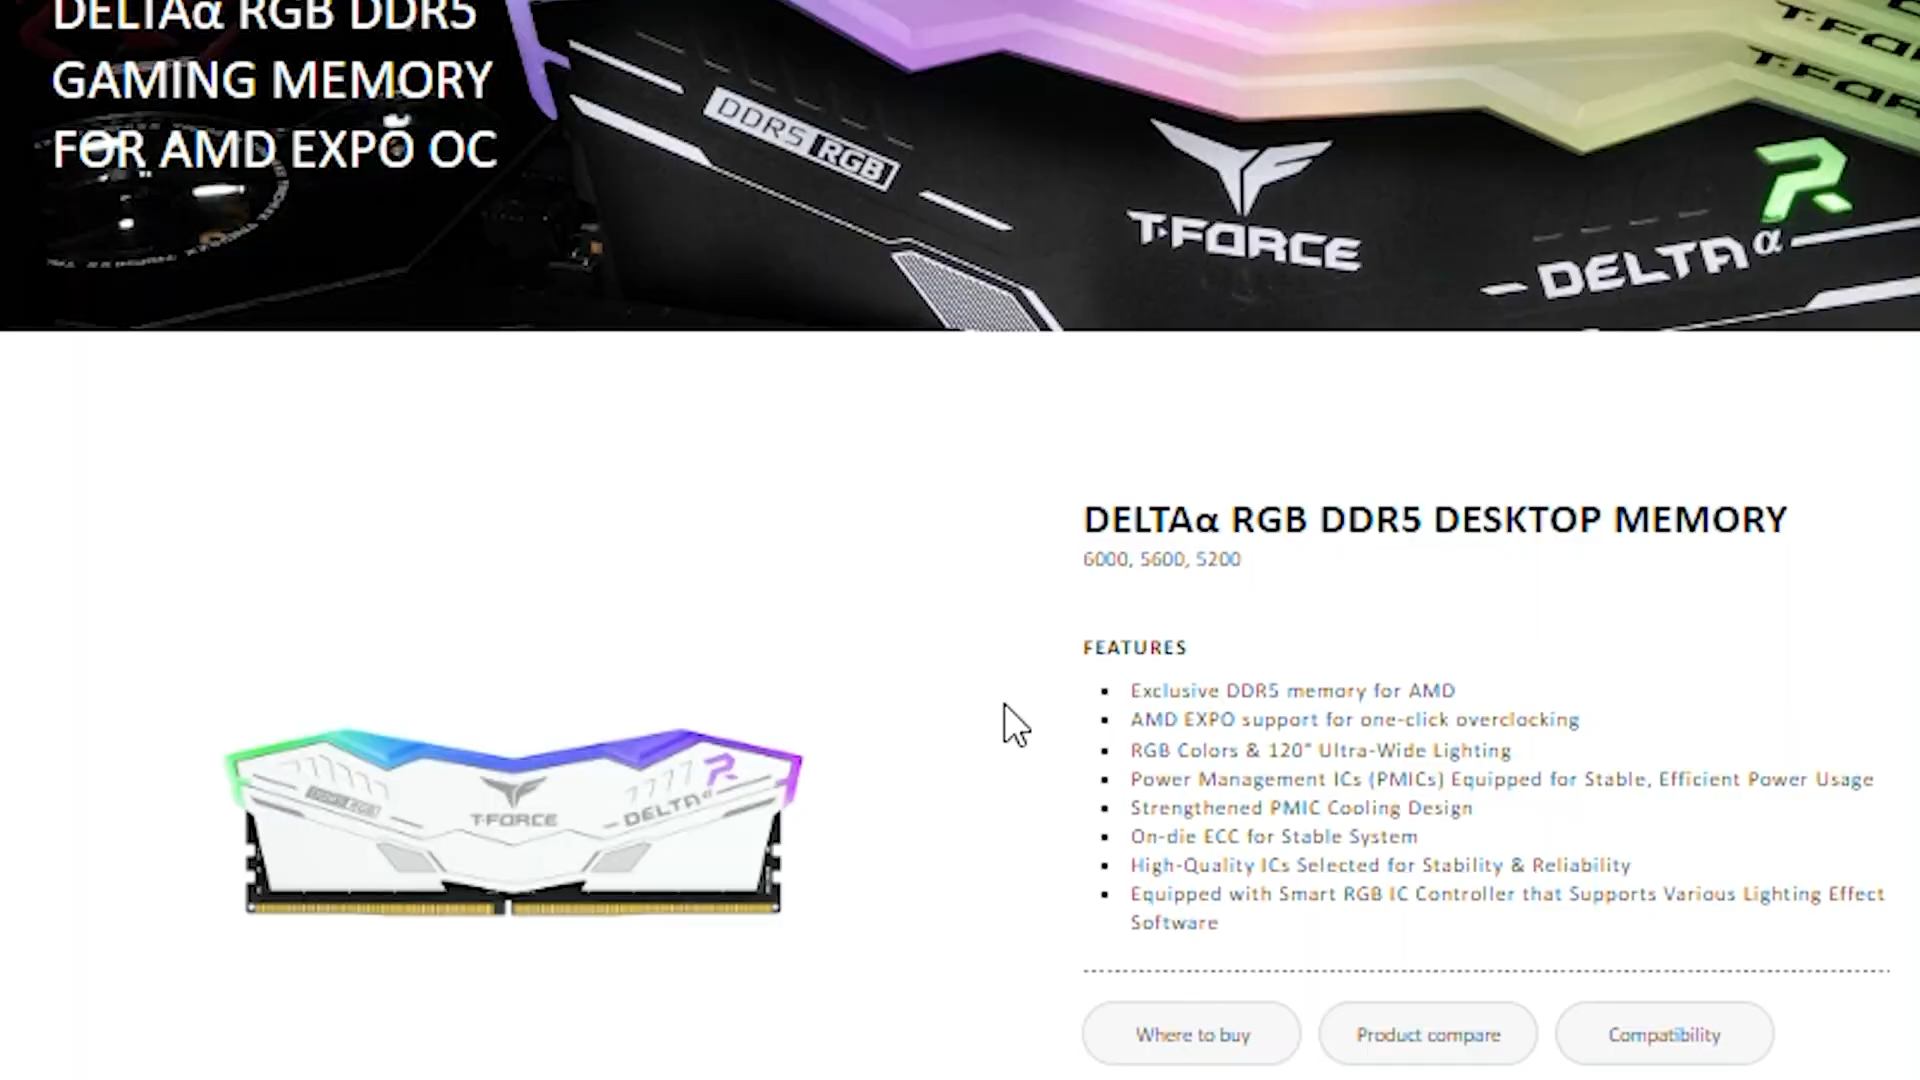 DELTAα RGB DDR5
GAMING MEMORY
FOR AMD EXPO OC
DDR5 RGB
T-FORCE
DELTA α
DELTAα RGB DDR5 DESKTOP MEMORY
6000, 5600, 5200
FEATURES
Exclusive DDR5 memory for AMD
AMD EXPO support for one-click overclocking
RGB Colors & 120° Ultra-Wide Lighting
Power Management ICs (PMICs) Equipped for Stable, Efficient Power Usage
Strengthened PMIC Cooling Design
On-die ECC for Stable System
High-Quality ICs Selected for Stability & Reliability
Equipped with Smart RGB IC Controller that Supports Various Lighting Effect
Software
T-FORCE
DELTA α
Where to buy
Product compare
Compatibility